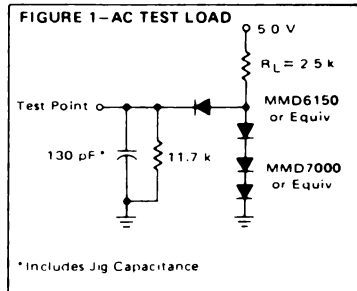 FIGURE 1–AC TEST LOAD
5 0 V
R_L = 2 5 k
Test Point
MMD6150
or Equiv
130 pF*
11.7 k
MMD7000
or Equiv
*Includes Jig Capacitance